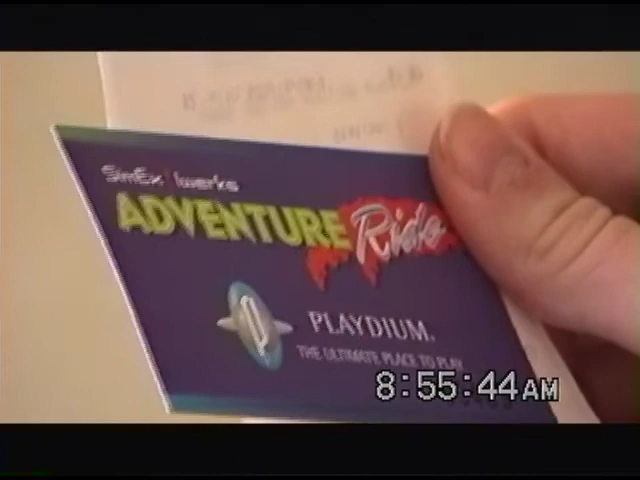 SimEx Iwerks
ADVENTURE Ride
PLAYDIUM.
THE ULTIMATE PLACE TO PLAY
8:55:44 AM